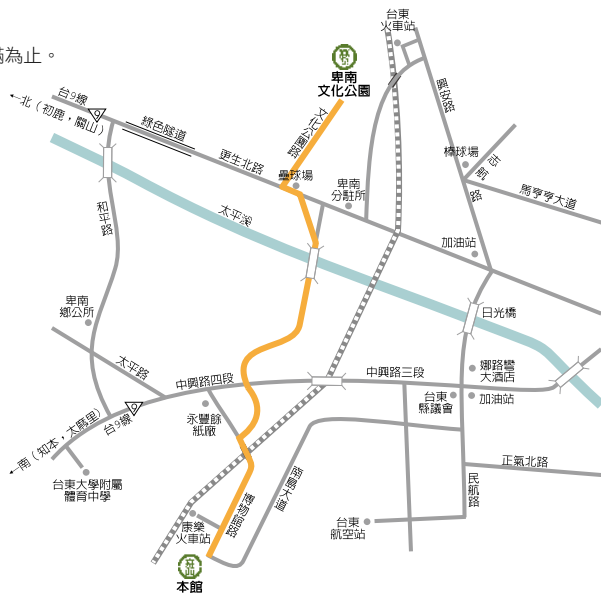 滿為止。
台東
火車站
卑南
文化公園
台9線
←北（初鹿，關山）
綠色隧道
文化公園路
更生北路
壘球場
卑南
分駐所
興安路
棒球場
志航路
馬亨亨大道
和平路
太平溪
加油站
日光橋
卑南
鄉公所
太平路
中興路四段
中興路三段
娜路彎
大酒店
台東
縣議會
加油站
永豐餘
紙廠
台9線
←南（知本，太麻里）
台東大學附屬
體育中學
博物館路
南島大道
正氣北路
民航路
台東
航空站
康樂
火車站
本館